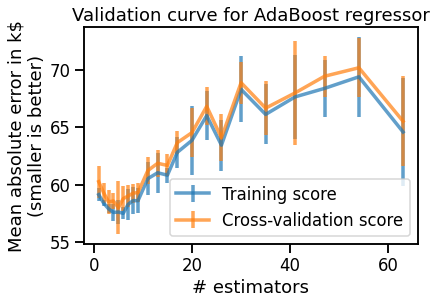 Validation curve for AdaBoost regressor
Mean absolute error in k$
(smaller is better)
70
65
60
55
Training score
Cross-validation score
0
20
40
60
# estimators